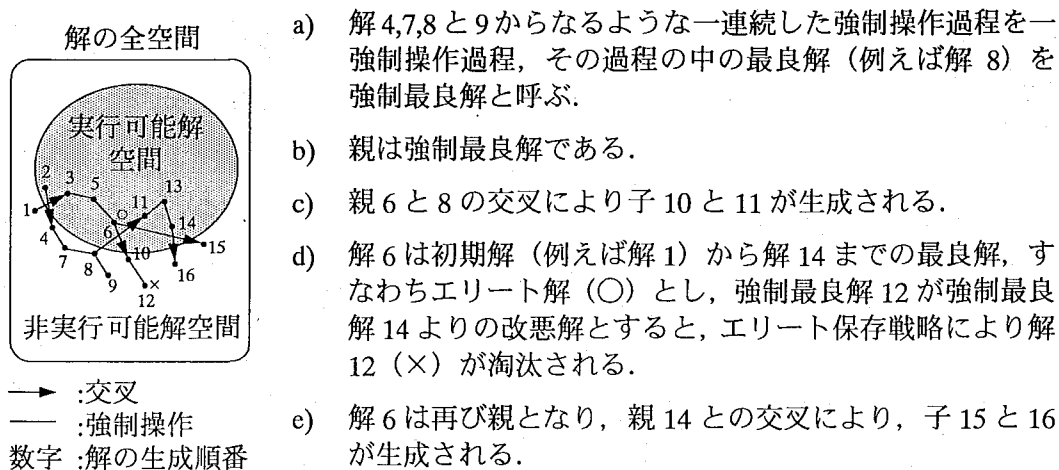 解の全空間
実行可能解
空間
2
3
5
13
1
11
6
4
14
10
15
7
8
9
16
12
×
非実行可能解空間
:交叉
:強制操作
数字 :解の生成順番
a) 解4,7,8と9からなるような一連続した強制操作過程を一
強制操作過程，その過程の中の最良解（例えば解 8）を
強制最良解と呼ぶ．
b) 親は強制最良解である．
c) 親 6 と 8 の交叉により子 10 と 11 が生成される．
d) 解 6 は初期解（例えば解 1）から解 14 までの最良解，す
なわちエリート解（○）とし，強制最良解 12 が強制最良
解 14 よりの改悪解とすると，エリート保存戦略により解
12（×）が淘汰される．
e) 解 6 は再び親となり，親 14 との交叉により，子 15 と 16
が生成される．